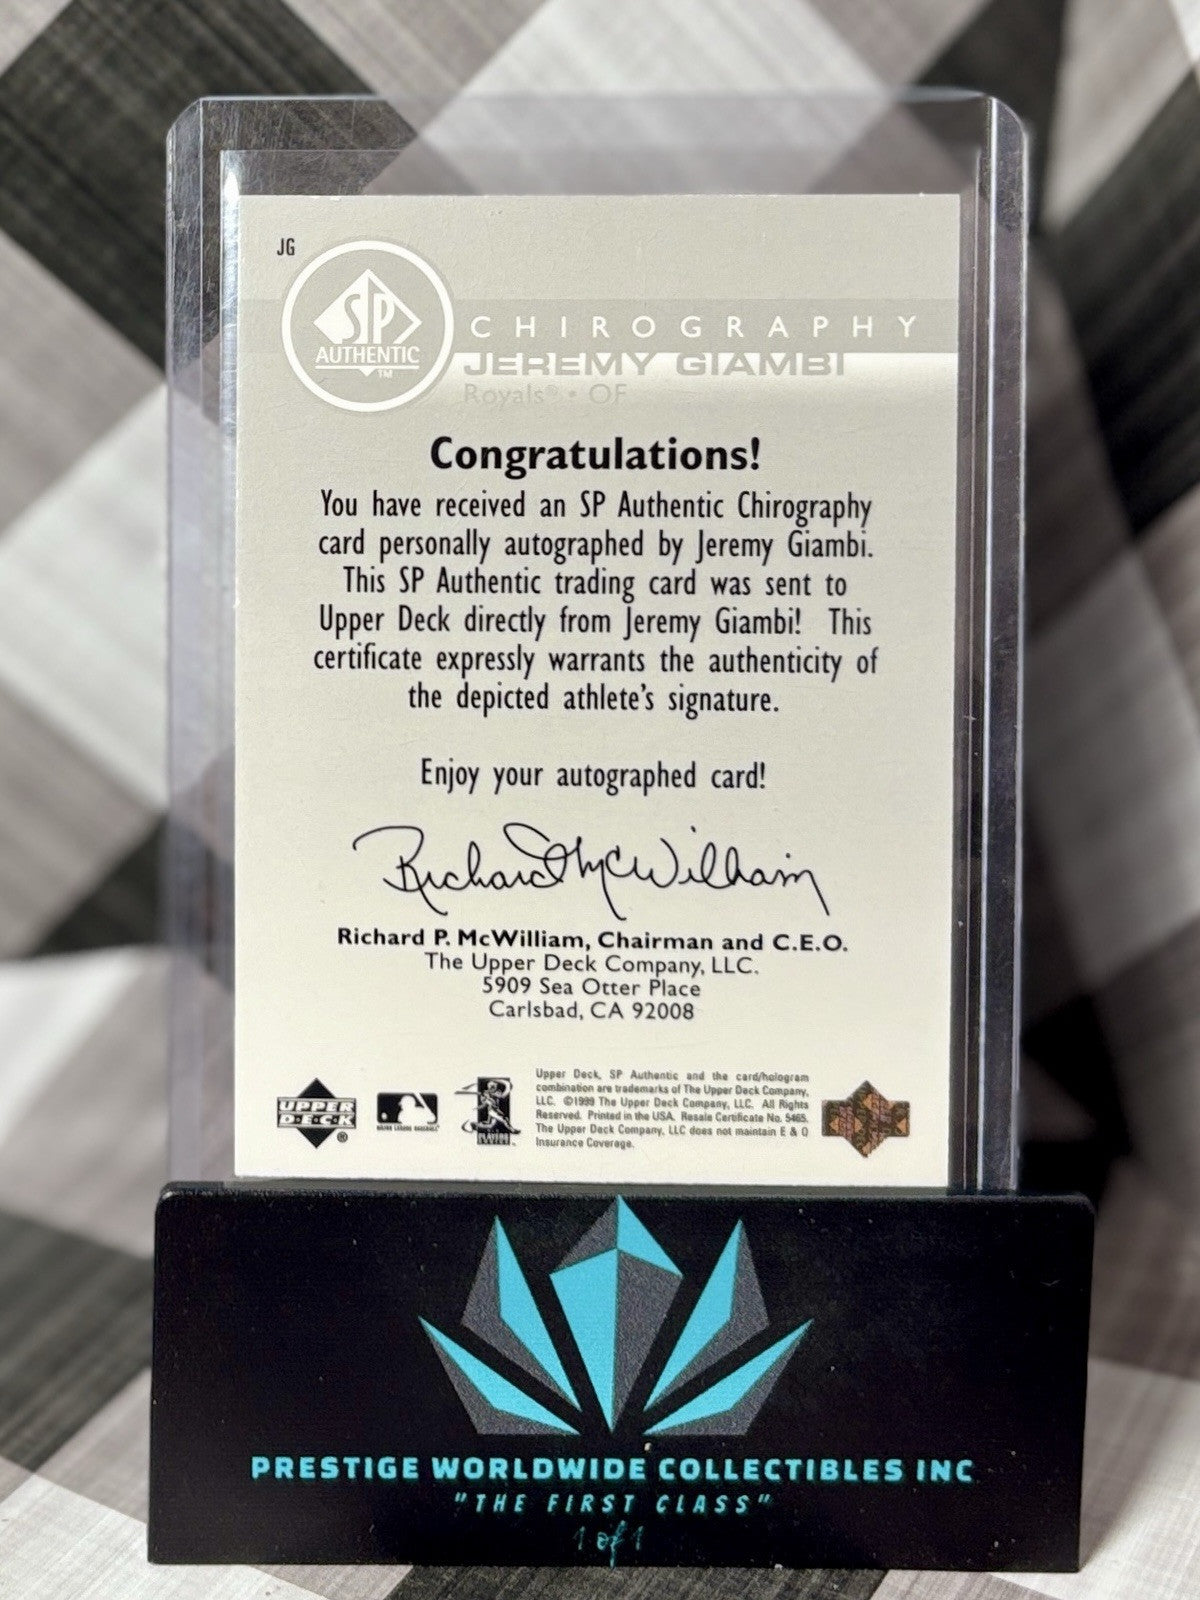 JG
SP
AUTHENTIC
TM
CHIROGRAPHY
JEREMY GIAMBI
Royals® • OF
Congratulations!
You have received an SP Authentic Chirography
card personally autographed by Jeremy Giambi.
This SP Authentic trading card was sent to
Upper Deck directly from Jeremy Giambi! This
certificate expressly warrants the authenticity of
the depicted athlete's signature.
Enjoy your autographed card!
Richard McWilliam
Richard P. McWilliam, Chairman and C.E.O.
The Upper Deck Company, LLC.
5909 Sea Otter Place
Carlsbad, CA 92008
UPPER
D•E•C•K
®
Upper Deck, SP Authentic and the card/hologram
combination are trademarks of The Upper Deck Company,
LLC. ©1999 The Upper Deck Company, LLC. All Rights
Reserved. Printed in the USA. Resale Certificate No. 5465.
The Upper Deck Company, LLC does not maintain E & O
Insurance Coverage.
PRESTIGE WORLDWIDE COLLECTIBLES INC
"THE FIRST CLASS"
1 of 1